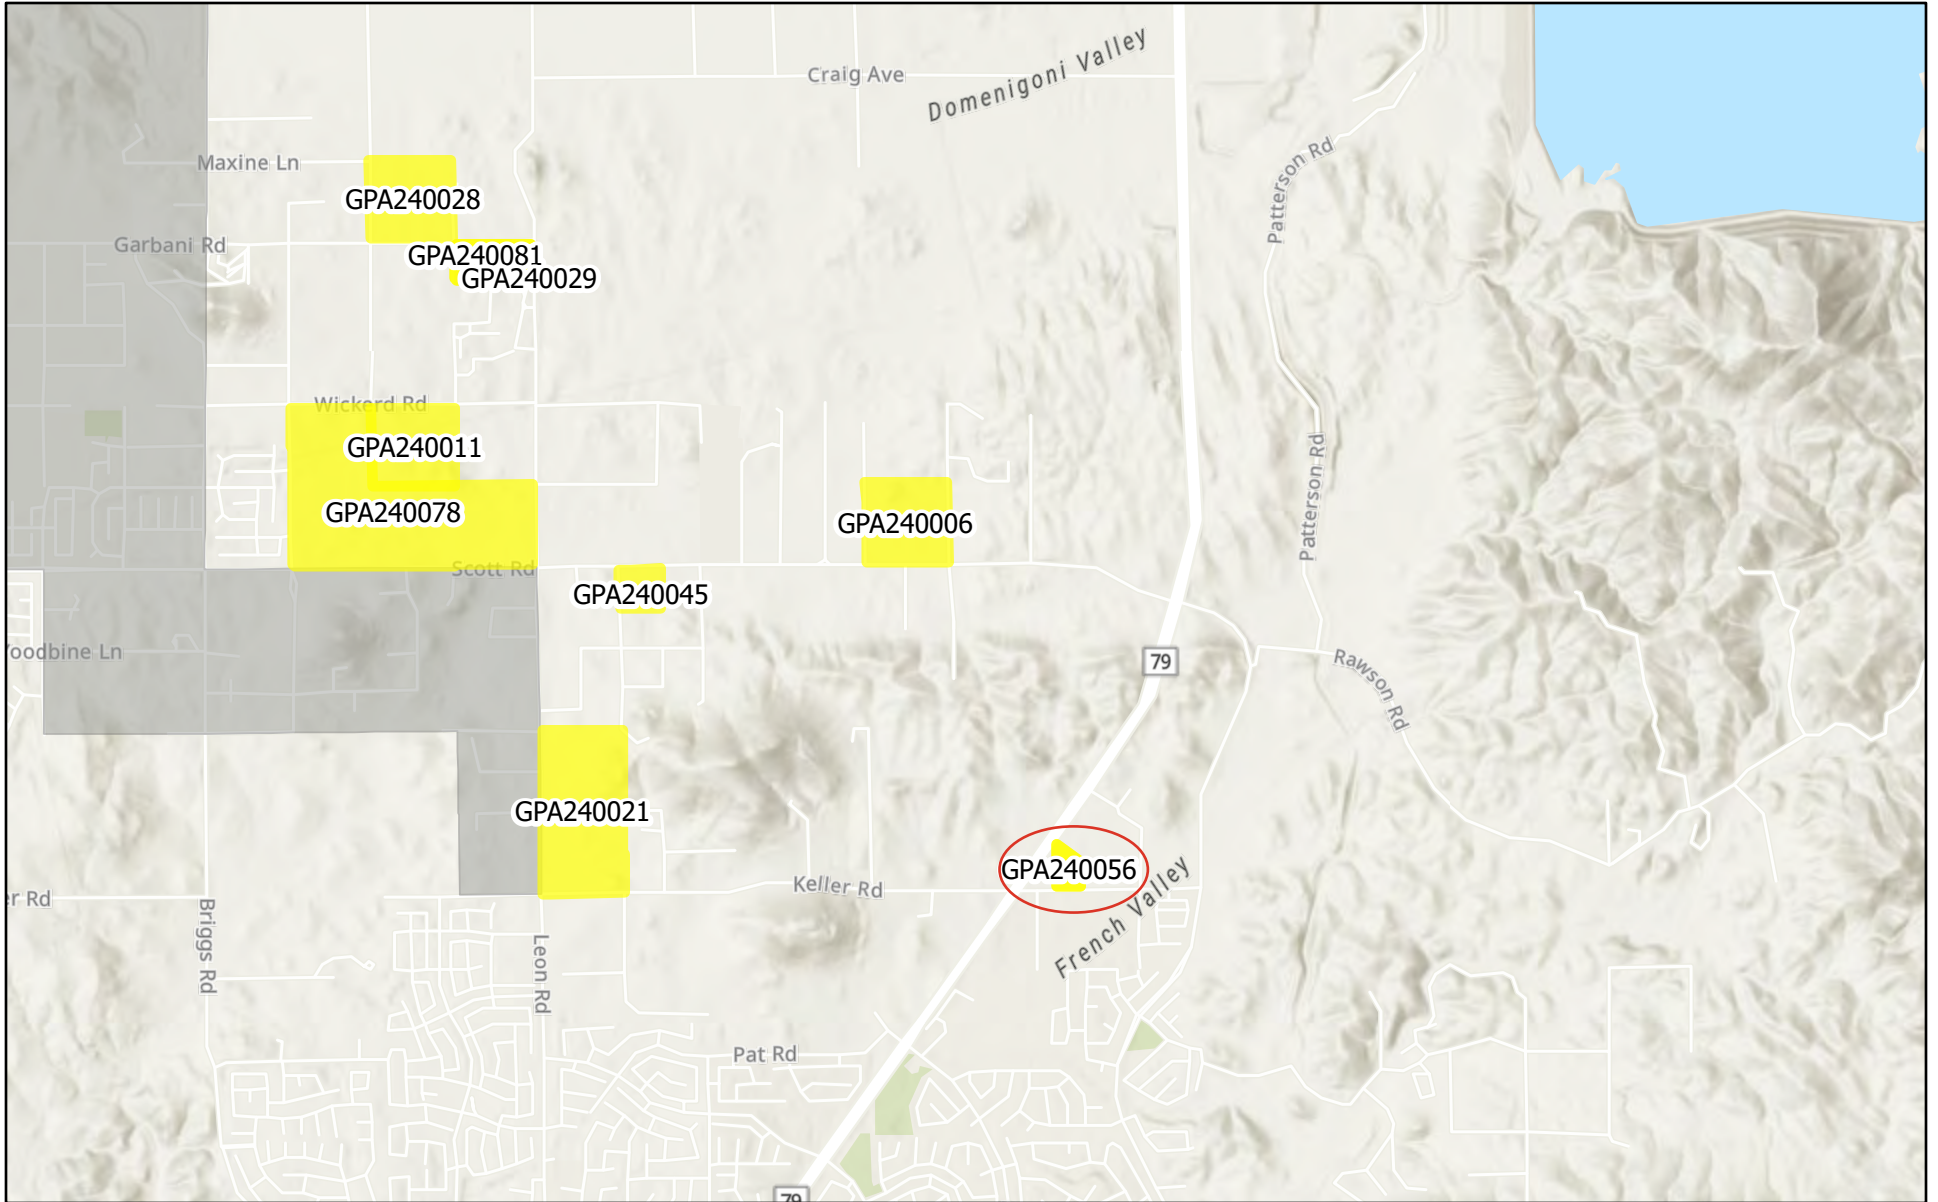 Craig Ave
Domenigoni Valley
Maxine Ln
Patterson Rd
GPA240028
Garbani Rd
GPA240081
GPA240029
Wickerd Rd
GPA240011
Patterson Rd
GPA240078
GPA240006
Scott Rd
GPA240045
oodbine Ln
79
Rawson Rd
GPA240021
GPA240056
Keller Rd
er Rd
French Valley
Briggs Rd
Leon Rd
Pat Rd
79